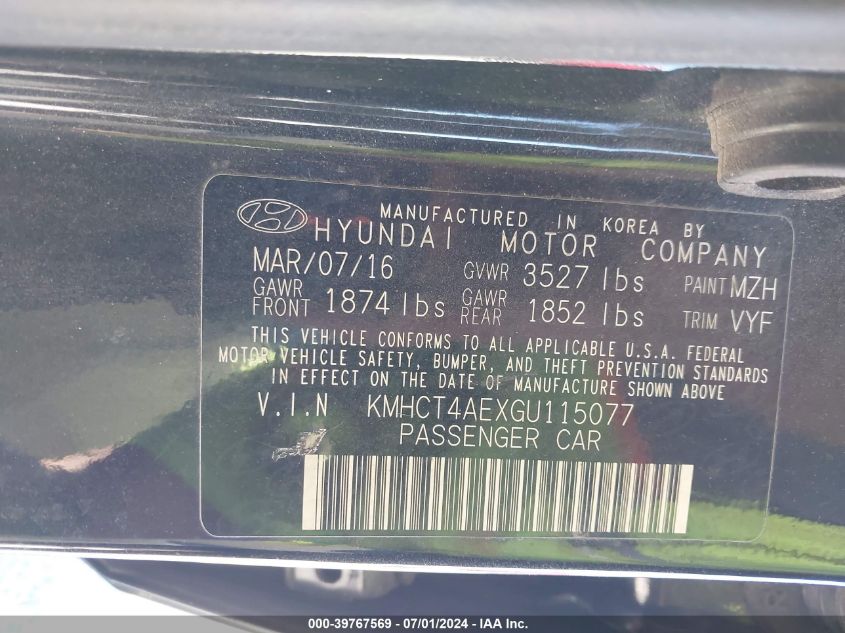 MANUFACTURED IN KOREA BY
HYUNDAI MOTOR COMPANY
MAR/07/16 GVWR 3527 lbs PAINT MZH
GAWR FRONT 1874 lbs GAWR REAR 1852 lbs TRIM VYF
THIS VEHICLE CONFORMS TO ALL APPLICABLE U.S.A. FEDERAL
MOTOR VEHICLE SAFETY, BUMPER, AND THEFT PREVENTION STANDARDS
IN EFFECT ON THE DATE OF MANUFACTURE SHOWN ABOVE
V.I.N KMHCT4AEXGU115077
PASSENGER CAR
000-39767569 - 07/01/2024 - IAA Inc.